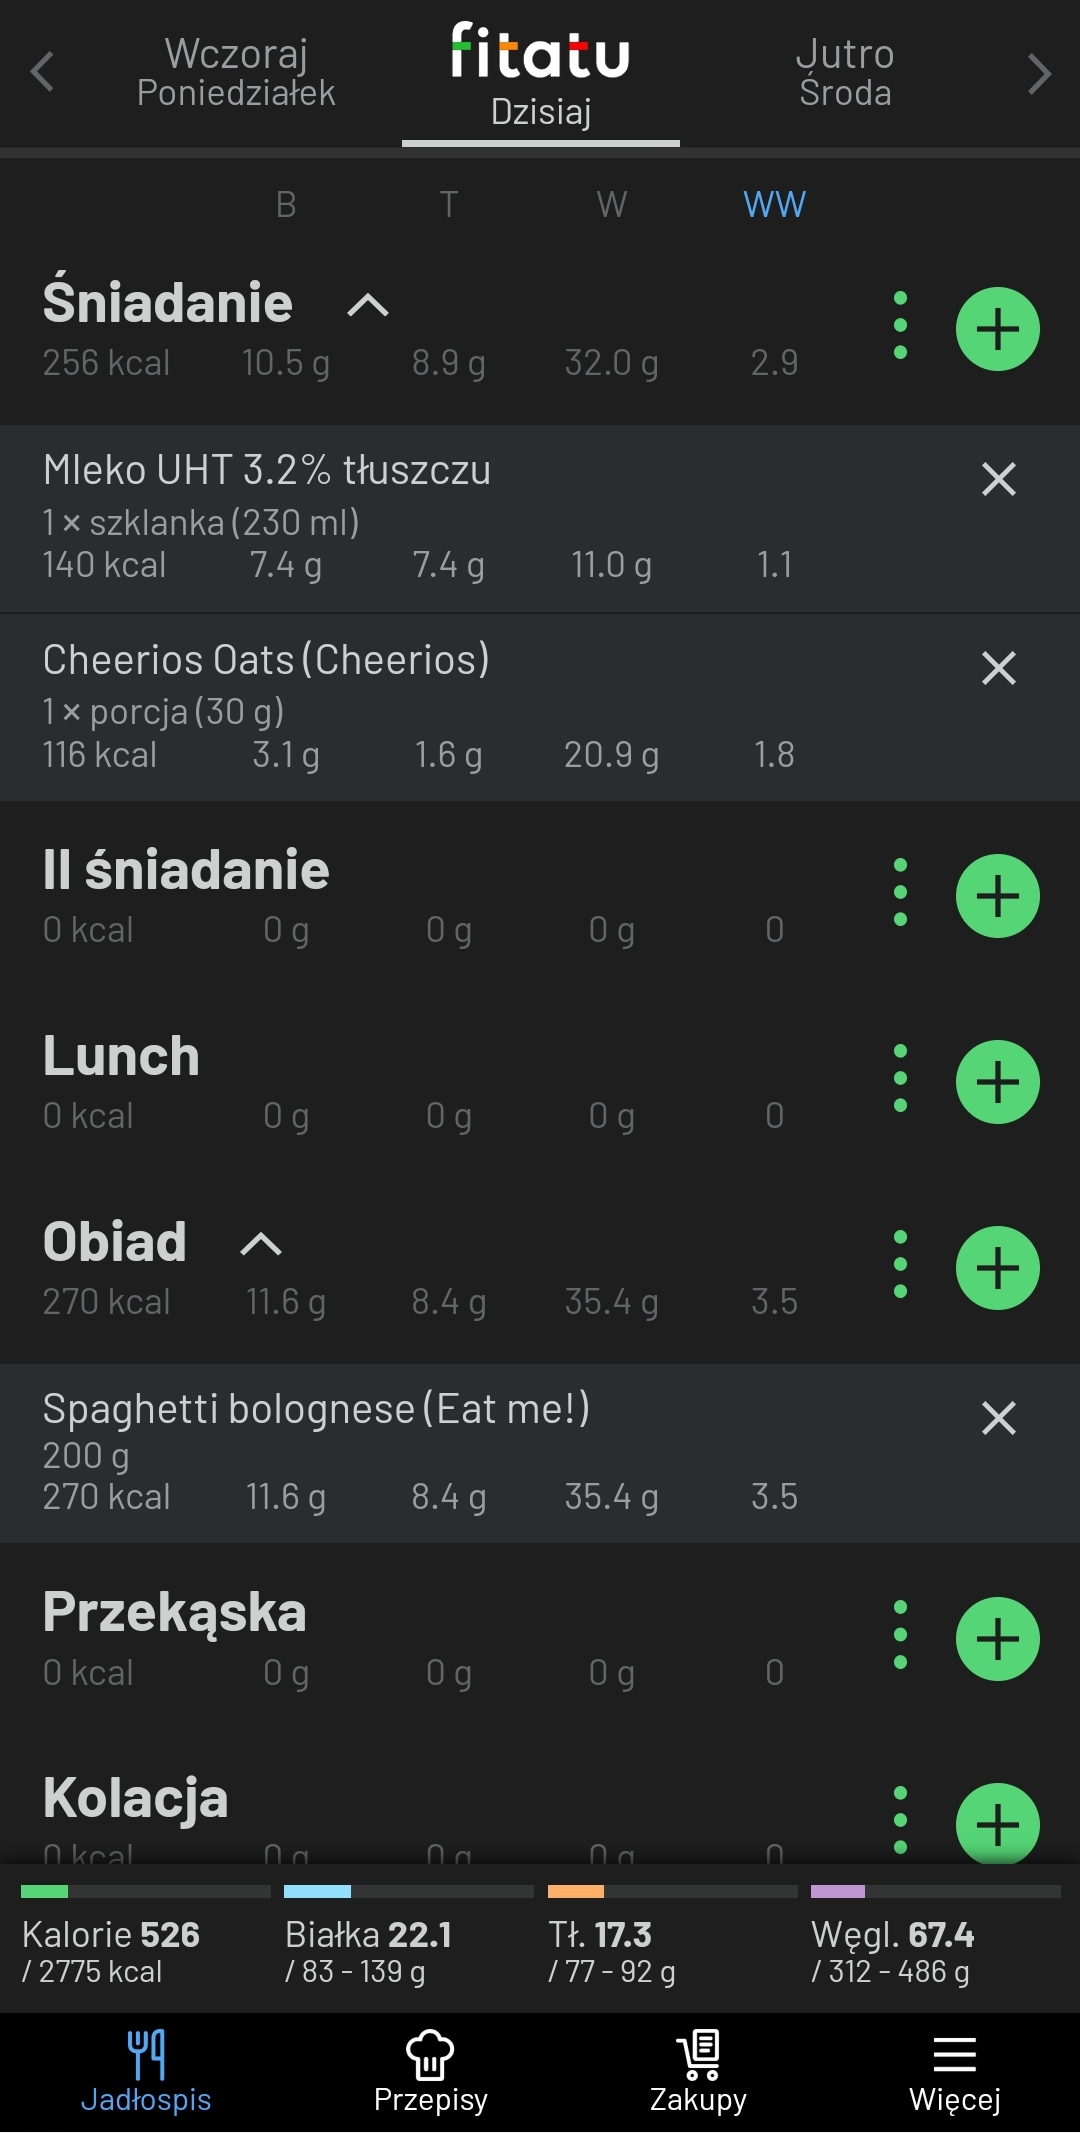 Wczoraj
Poniedziałek
fitatu
Dzisiaj
Jutro
Środa
B T W WW
Śniadanie
256 kcal 10.5 g 8.9 g 32.0 g 2.9
Mleko UHT 3.2% tłuszczu
1 × szklanka (230 ml)
140 kcal 7.4 g 7.4 g 11.0 g 1.1
Cheerios Oats (Cheerios)
1 × porcja (30 g)
116 kcal 3.1 g 1.6 g 20.9 g 1.8
II śniadanie
0 kcal 0 g 0 g 0 g 0
Lunch
0 kcal 0 g 0 g 0 g 0
Obiad
270 kcal 11.6 g 8.4 g 35.4 g 3.5
Spaghetti bolognese (Eat me!)
200 g
270 kcal 11.6 g 8.4 g 35.4 g 3.5
Przekąska
0 kcal 0 g 0 g 0 g 0
Kolacja
0 kcal 0 g 0 g 0 g 0
Kalorie 526 Białka 22.1 Tł. 17.3 Węgl. 67.4
/ 2775 kcal / 83 - 139 g / 77 - 92 g / 312 - 486 g
Jadłospis Przepisy Zakupy Więcej